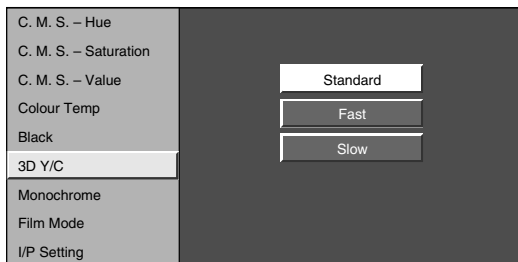 C. M. S. – Hue
C. M. S. – Saturation
C. M. S. – Value
Colour Temp
Black
3D Y/C
Monochrome
Film Mode
I/P Setting
Standard
Fast
Slow